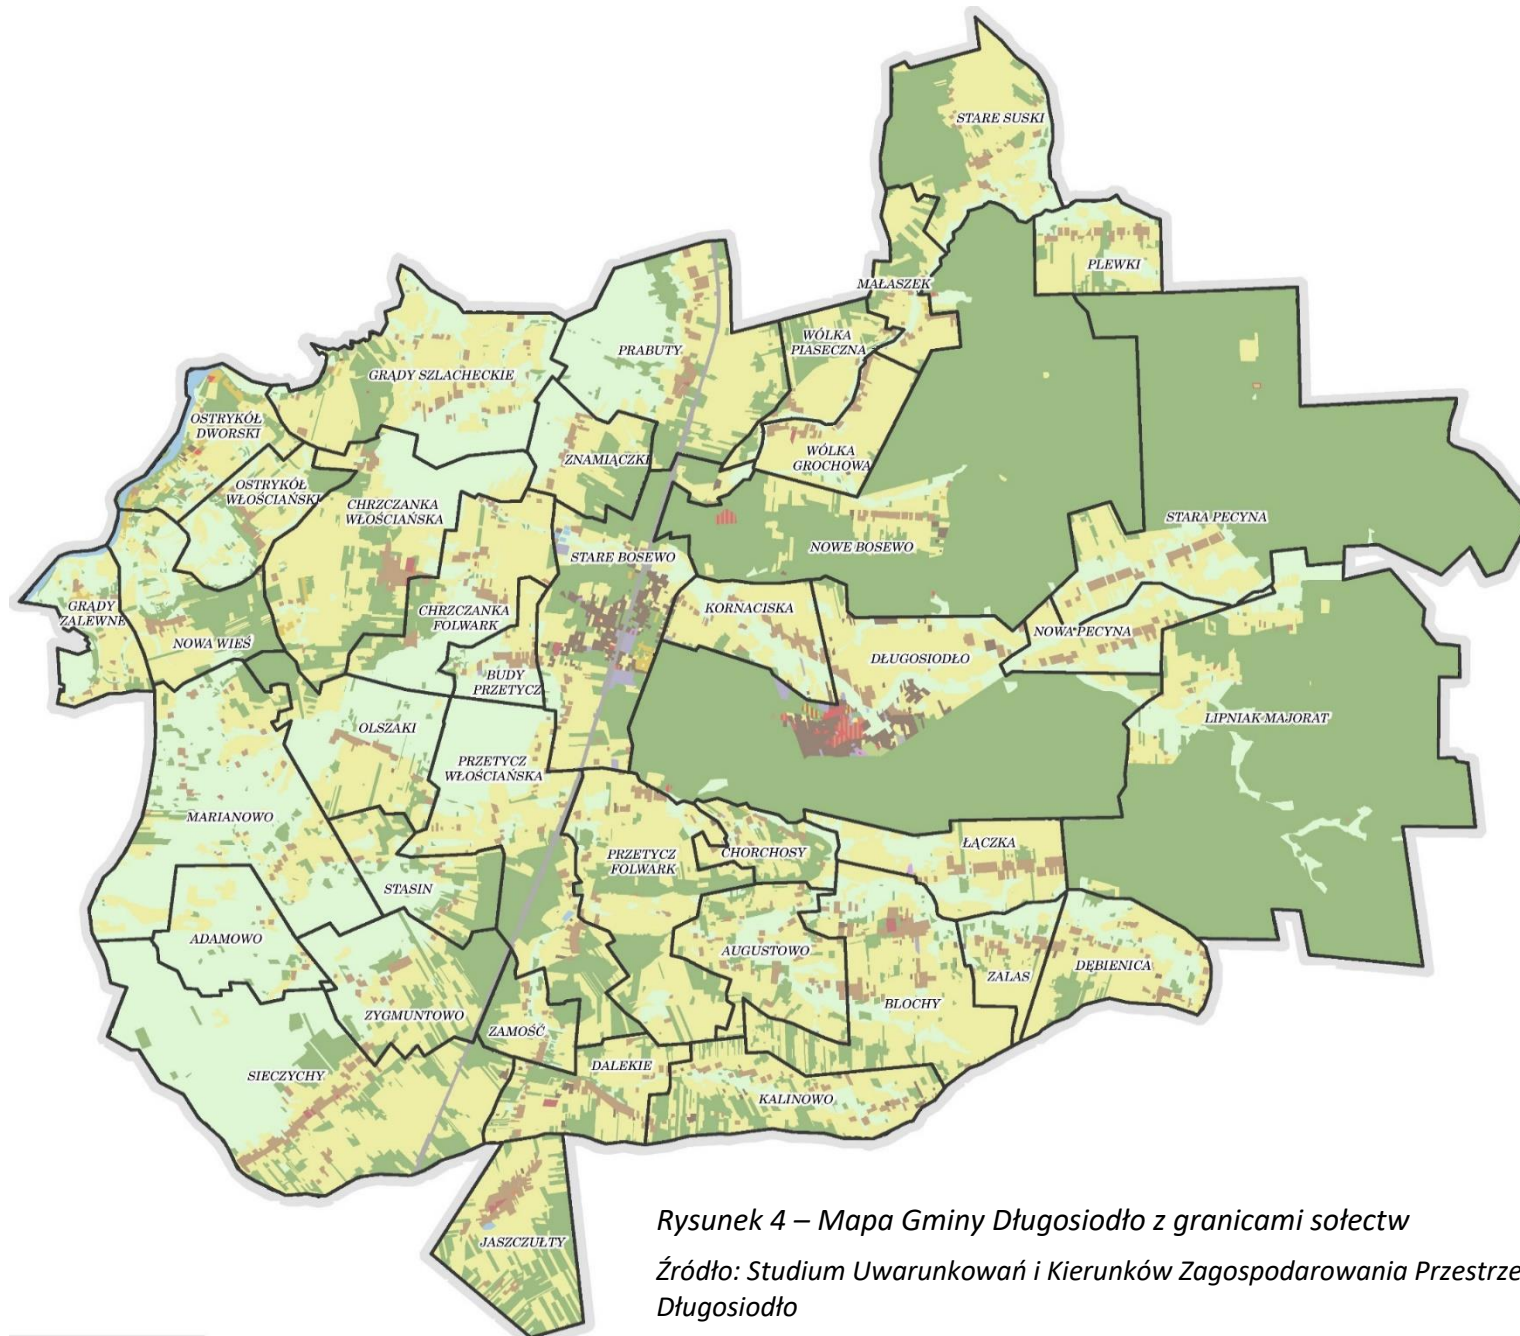 STARE SUSKI
PLEWKI
MAŁASZEK
PRABUTY
WÓLKA
PIASECZNA
GRĄDY SZLACHECKIE
OSTRYKÓŁ
DWORSKI
ZNAMIĄCZKI
WÓLKA
GROCHOWA
OSTRYKÓŁ
WŁOŚCIAŃSKI
CHRZCZANKA
WŁOŚCIAŃSKA
STARA PECYNA
NOWE BOSEWO
STARE BOSEWO
GRĄDY
ZALEWNE
CHRZCZANKA
FOLWARK
KORNACISKA
NOWA PECYNA
NOWA WIEŚ
DŁUGOSIODŁO
BUDY
PRZETYCZ
LIPNIAK MAJORAT
OLSZAKI
PRZETYCZ
WŁOŚCIAŃSKA
MARIANOWO
ŁĄCZKA
PRZETYCZ
FOLWARK
CHORCHOSY
STASIN
ADAMOWO
AUGUSTOWO
DĘBIENICA
ZALAS
BLOCHY
ZYGMUNTOWO
ZAMOŚĆ
DALEKIE
SIECZYCHY
KALINOWO
JASZCZUŁTY
Rysunek 4 – Mapa Gminy Długosiodło z granicami sołectw
Źródło: Studium Uwarunkowań i Kierunków Zagospodarowania Przestrze
Długosiodło